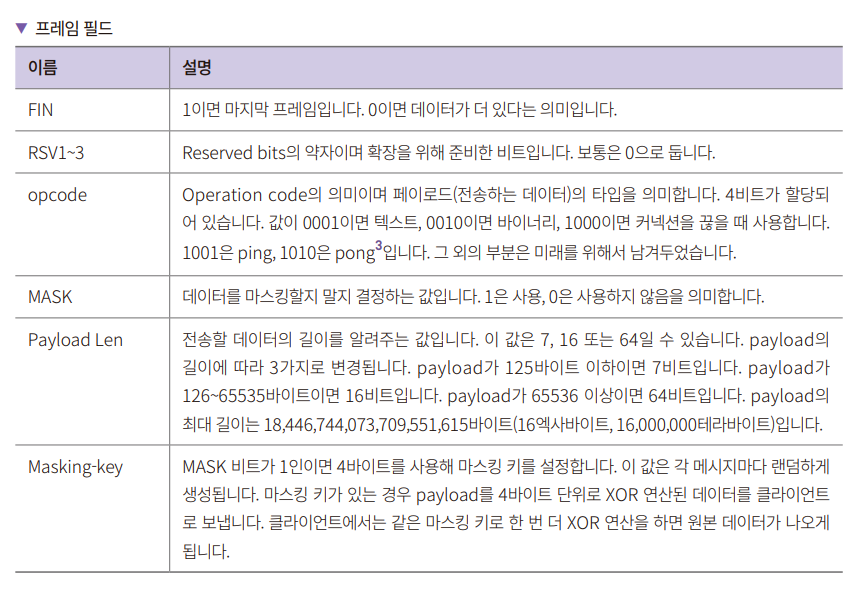 ▼ 프레임 필드
이름 설명
FIN 1이면 마지막 프레임입니다. 0이면 데이터가 더 있다는 의미입니다.
RSV1~3 Reserved bits의 약자이며 확장을 위해 준비한 비트입니다. 보통은 0으로 둡니다.
opcode Operation code의 의미이며 페이로드(전송하는 데이터)의 타입을 의미합니다. 4비트가 할당되
어 있습니다. 값이 0001이면 텍스트, 0010이면 바이너리, 1000이면 커넥션을 끊을 때 사용합니다.
1001은 ping, 1010은 pong3입니다. 그 외의 부분은 미래를 위해서 남겨두었습니다.
MASK 데이터를 마스킹할지 말지 결정하는 값입니다. 1은 사용, 0은 사용하지 않음을 의미합니다.
Payload Len 전송할 데이터의 길이를 알려주는 값입니다. 이 값은 7, 16 또는 64일 수 있습니다. payload의
길이에 따라 3가지로 변경됩니다. payload가 125바이트 이하이면 7비트입니다. payload가
126~65535바이트이면 16비트입니다. payload가 65536 이상이면 64비트입니다. payload의
최대 길이는 18,446,744,073,709,551,615바이트(16엑사바이트, 16,000,000테라바이트)입니다.
Masking-key MASK 비트가 1인이면 4바이트를 사용해 마스킹 키를 설정합니다. 이 값은 각 메시지마다 랜덤하게
생성됩니다. 마스킹 키가 있는 경우 payload를 4바이트 단위로 XOR 연산된 데이터를 클라이언트
로 보냅니다. 클라이언트에서는 같은 마스킹 키로 한 번 더 XOR 연산을 하면 원본 데이터가 나오게
됩니다.